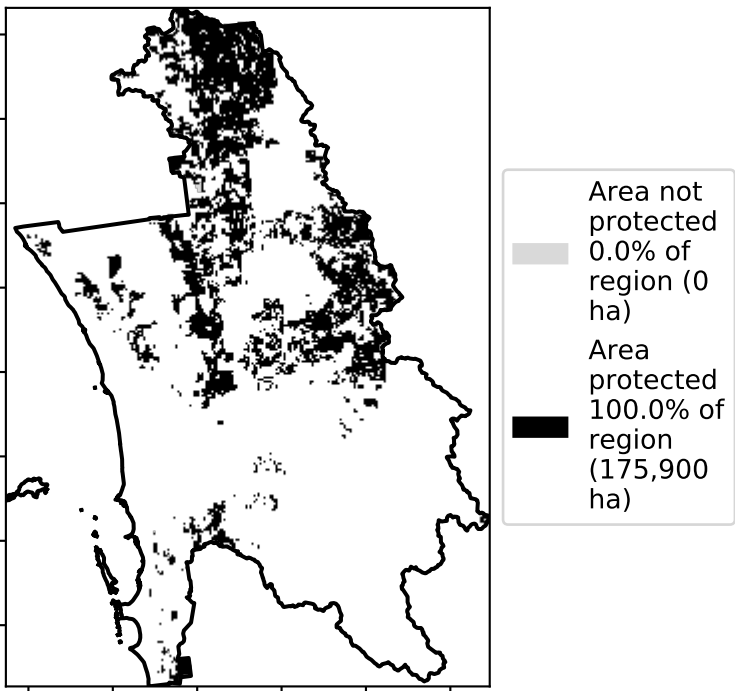 Area not
protected
0.0% of
region (0
ha)
Area
protected
100.0% of
region
(175,900
ha)